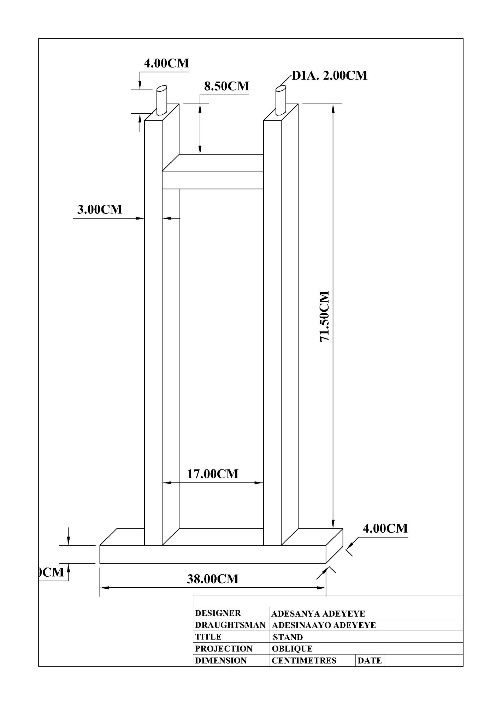 4.00CM
DIA. 2.00CM
8.50CM
3.00CM
71.50CM
17.00CM
4.00CM
38.00CM
DESIGNER ADESANYA ADEYEYE
DRAUGHTSMAN ADESINAAYO ADEYEYE
TITLE STAND
PROJECTION OBLIQUE
DIMENSION CENTIMETRES DATE